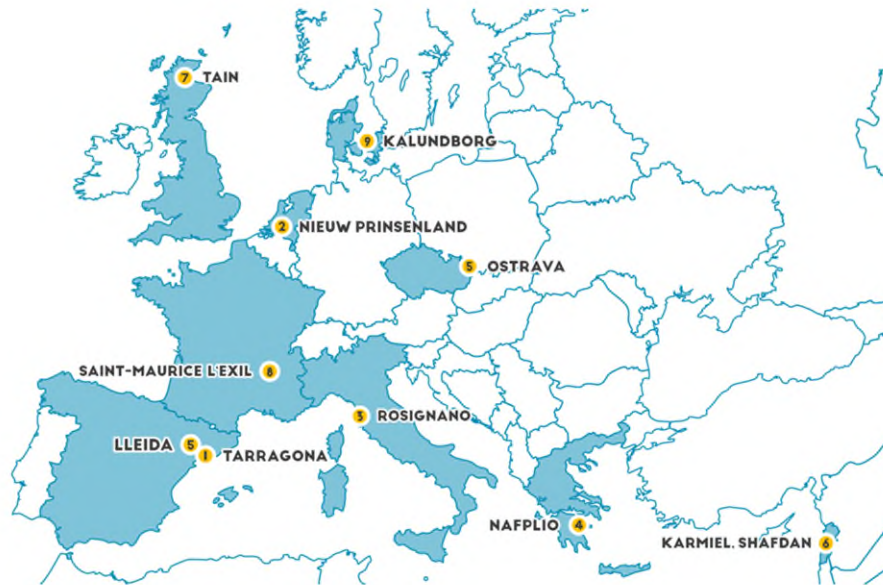 7 TAIN
9 KALUNDBORG
2 NIEUW PRINSENLAND
5 OSTRAVA
SAINT-MAURICE L'EXIL 8
3 ROSIGNANO
LLEIDA 5
1 TARRAGONA
NAFPLIO 4
KARMIEL, SHAFDAN 6